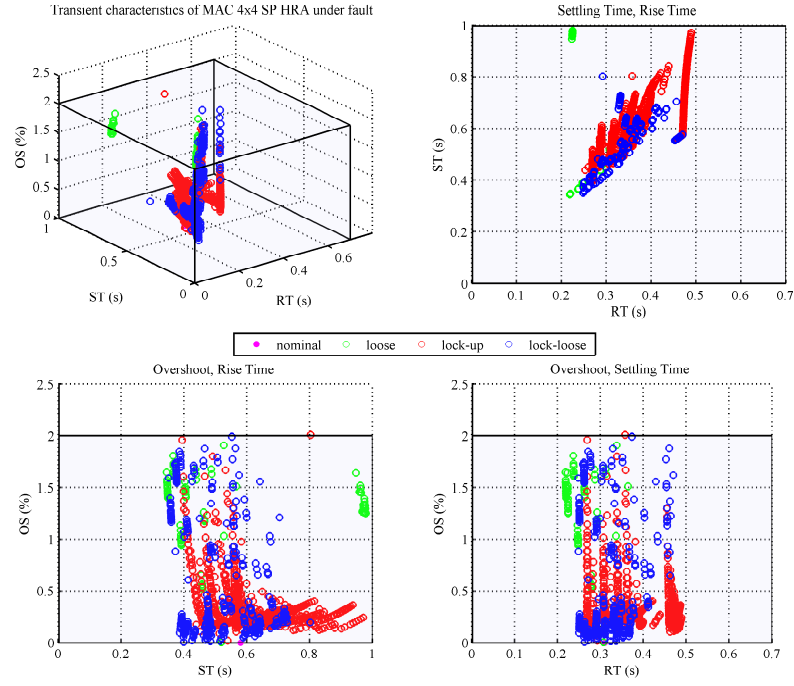 Transient characteristics of MAC 4x4 SP HRA under fault
2.5
2
1.5
1
0.5
0
OS (%)
1
0.5
0
ST (s)
0
0.2
0.4
0.6
RT (s)
Settling Time, Rise Time
1
0.8
0.6
0.4
0.2
0
ST (s)
0 0.1 0.2 0.3 0.4 0.5 0.6 0.7
RT (s)
nominal loose lock-up lock-loose
Overshoot, Rise Time
2.5
2
1.5
1
0.5
0
OS (%)
0 0.2 0.4 0.6 0.8 1
ST (s)
Overshoot, Settling Time
2.5
2
1.5
1
0.5
0
OS (%)
0 0.1 0.2 0.3 0.4 0.5 0.6 0.7
RT (s)